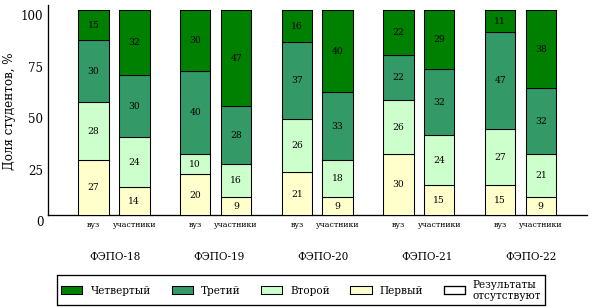 100
75
50
25
0
Доля студентов, %
15 30 28 27
32 30 24 14
30 40 10 20
47 28 16 9
16 37 26 21
40 33 18 9
22 22 26 30
29 32 24 15
11 47 27 15
38 32 21 9
вуз участники вуз участники вуз участники вуз участники вуз участники
ФЭПО-18 ФЭПО-19 ФЭПО-20 ФЭПО-21 ФЭПО-22
Четвертый Третий Второй Первый Результаты
отсутствуют